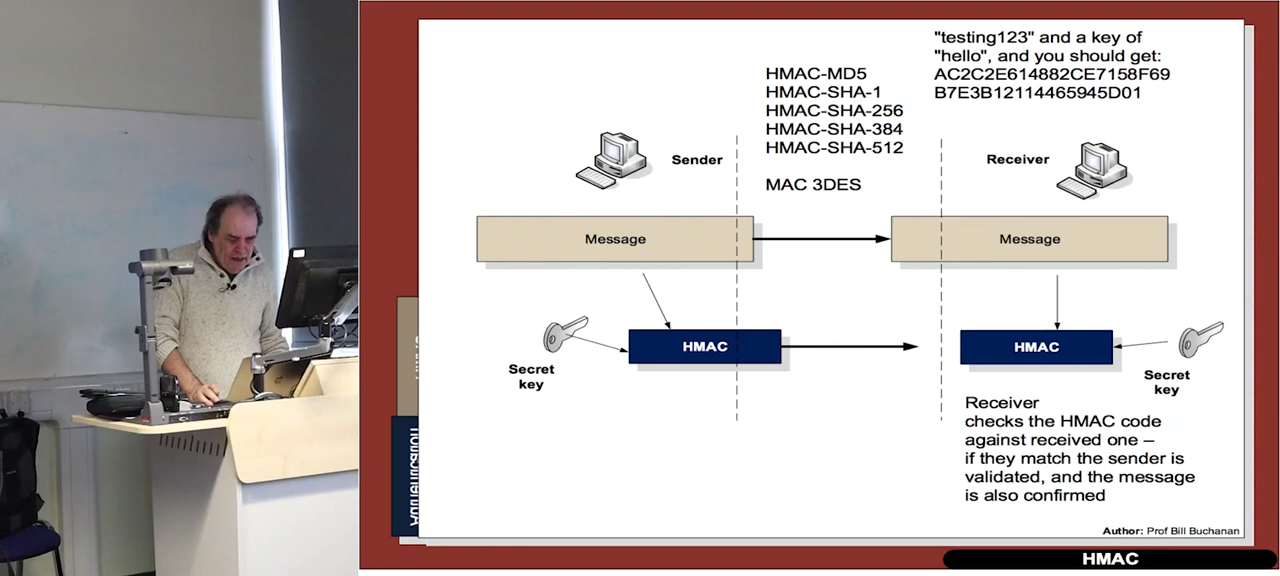 "testing123" and a key of
"hello", and you should get:
AC2C2E614882CE7158F69
B7E3B12114465945D01
HMAC-MD5
HMAC-SHA-1
HMAC-SHA-256
HMAC-SHA-384
HMAC-SHA-512
MAC 3DES
Sender
Receiver
Message
Message
HMAC
HMAC
Secret
key
Secret
key
Receiver
checks the HMAC code
against received one –
if they match the sender is
validated, and the message
is also confirmed
Author: Prof Bill Buchanan
HMAC